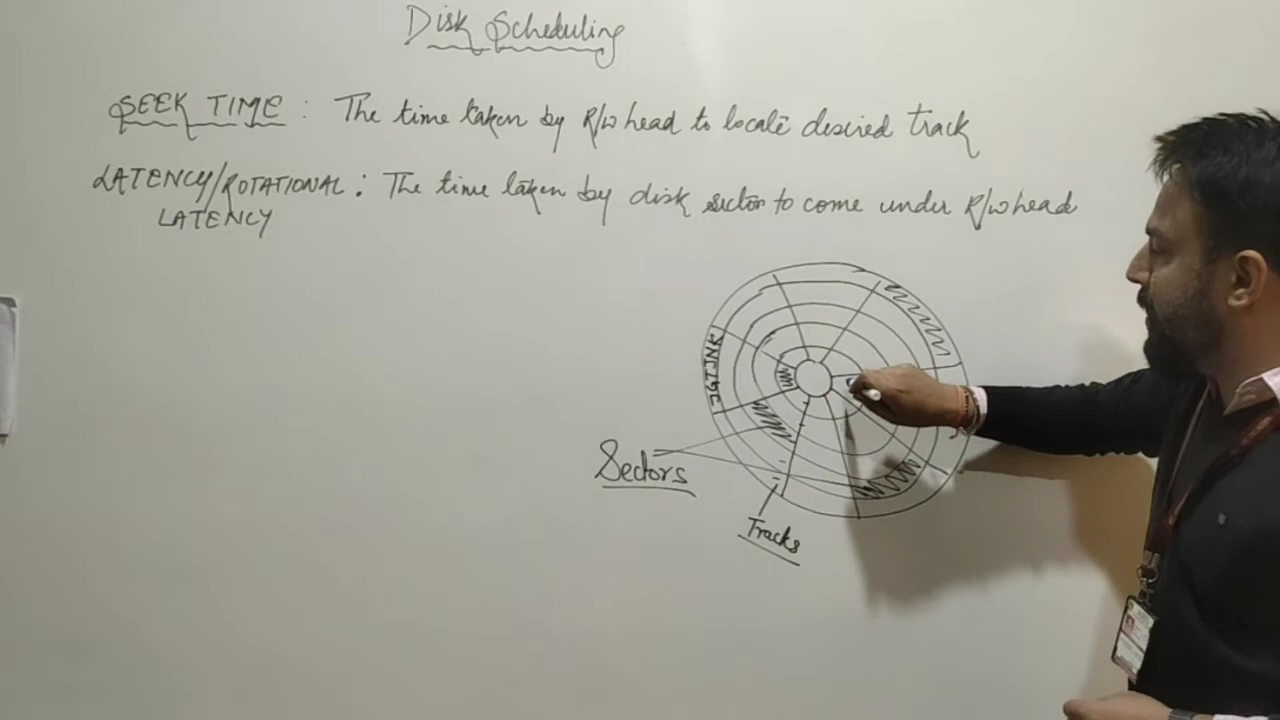 Disk Scheduling
SEEK TIME : The time taken by R/W head to locate desired track
LATENCY/ROTATIONAL : The time taken by disk sector to come under R/W head
LATENCY
Sectors
Tracks